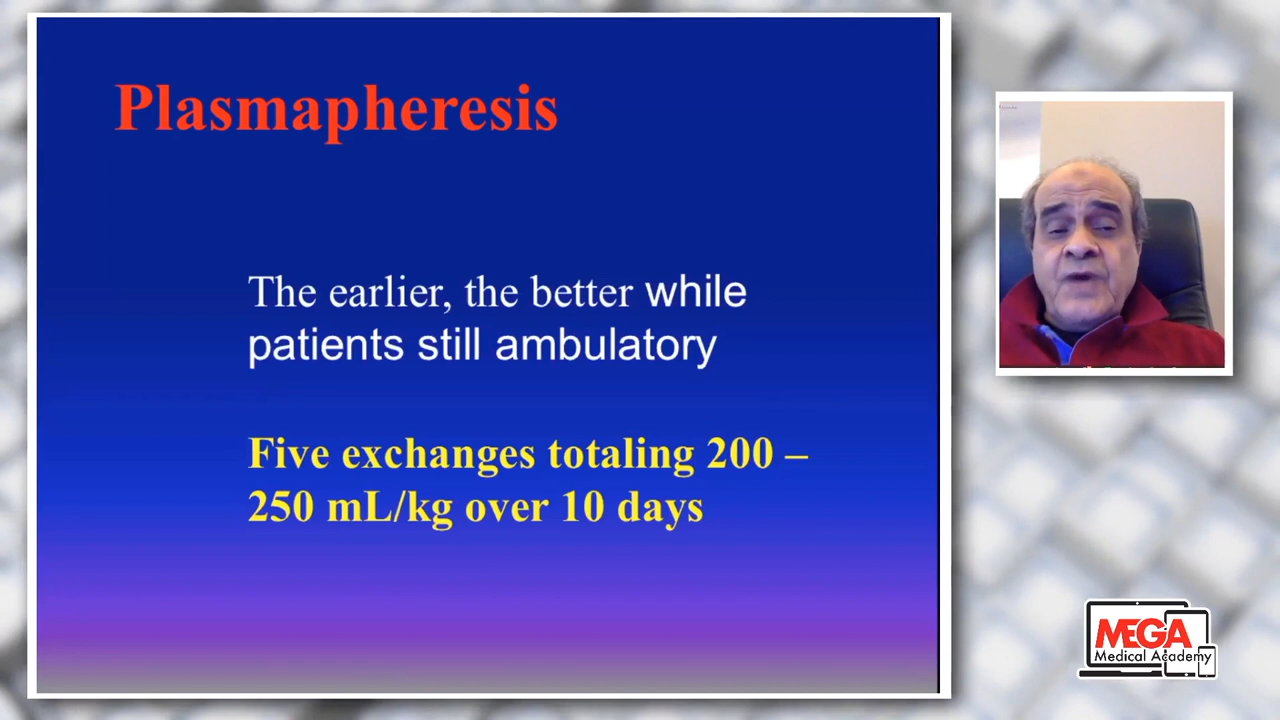 Plasmapheresis
The earlier, the better while
patients still ambulatory
Five exchanges totaling 200 –
250 mL/kg over 10 days
MEGA
Medical Academy